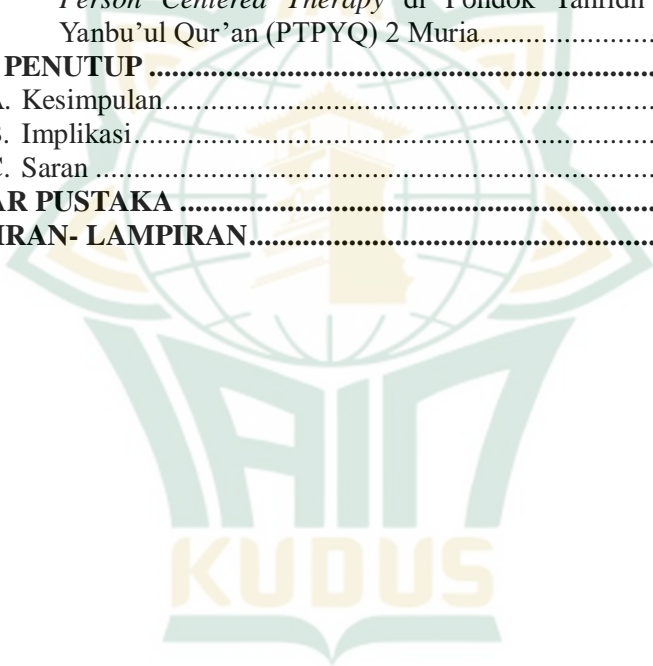 Person Centered Therapy di Pondok Tahfidh
Yanbu'ul Qur'an (PTPYQ) 2 Muria......................
PENUTUP ....................................................
A. Kesimpulan..................................................
B. Implikasi.....................................................
C. Saran .........................................................
AR PUSTAKA ................................................
IRAN- LAMPIRAN.........................................
IAIN
KUDUS